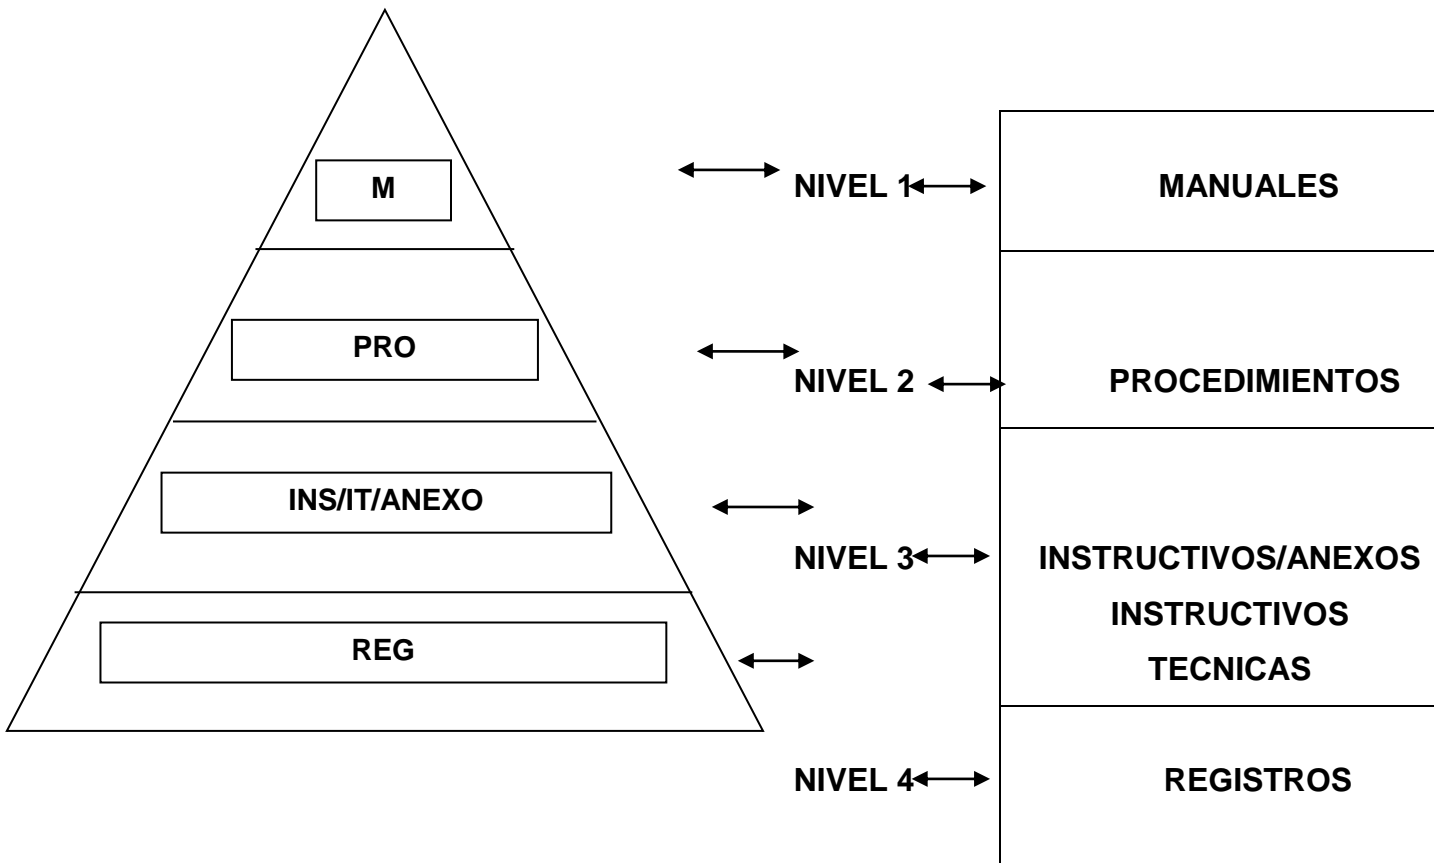 M
NIVEL 1
MANUALES
PRO
NIVEL 2
PROCEDIMIENTOS
INS/IT/ANEXO
NIVEL 3
INSTRUCTIVOS/ANEXOS
INSTRUCTIVOS
TECNICAS
REG
NIVEL 4
REGISTROS